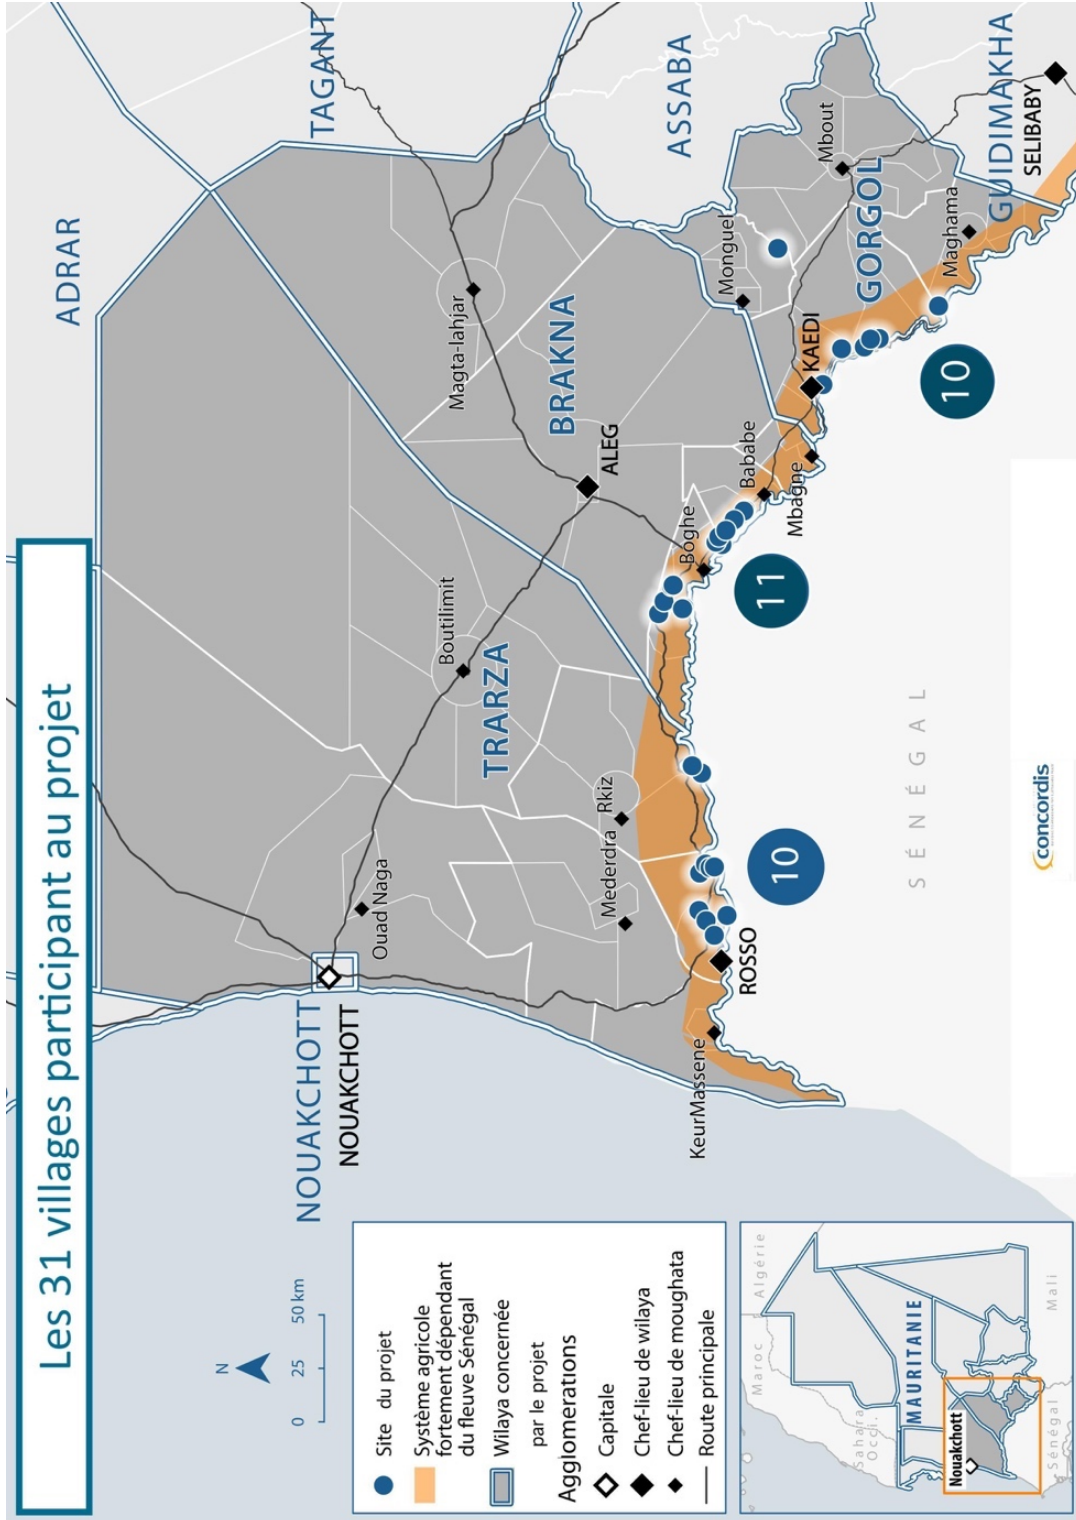 Les 31 villages participant au projet
N
0 25 50 km
Site du projet
Système agricole
fortement dépendant
du fleuve Sénégal
Wilaya concernée
par le projet
Agglomerations
Capitale
Chef-lieu de wilaya
Chef-lieu de moughata
Route principale
Maroc
Algérie
Sahara
Occi.
MAURITANIE
Nouakchott
Sénégal
Mali
ADRAR
TAGANT
ASSABA
GUIDIMAKHA
SELIBABY
NOUAKCHOTT
NOUAKCHOTT
Ouad Naga
Boutilimit
TRARZA
Mederdra
Rkiz
KeurMassene
ROSSO
10
Magta-lahjar
BRAKNA
ALEG
Boghe
Bababe
Mbagne
11
Monguel
Mbout
GORGOL
KAEDI
Maghama
10
SÉNÉGAL
concordis